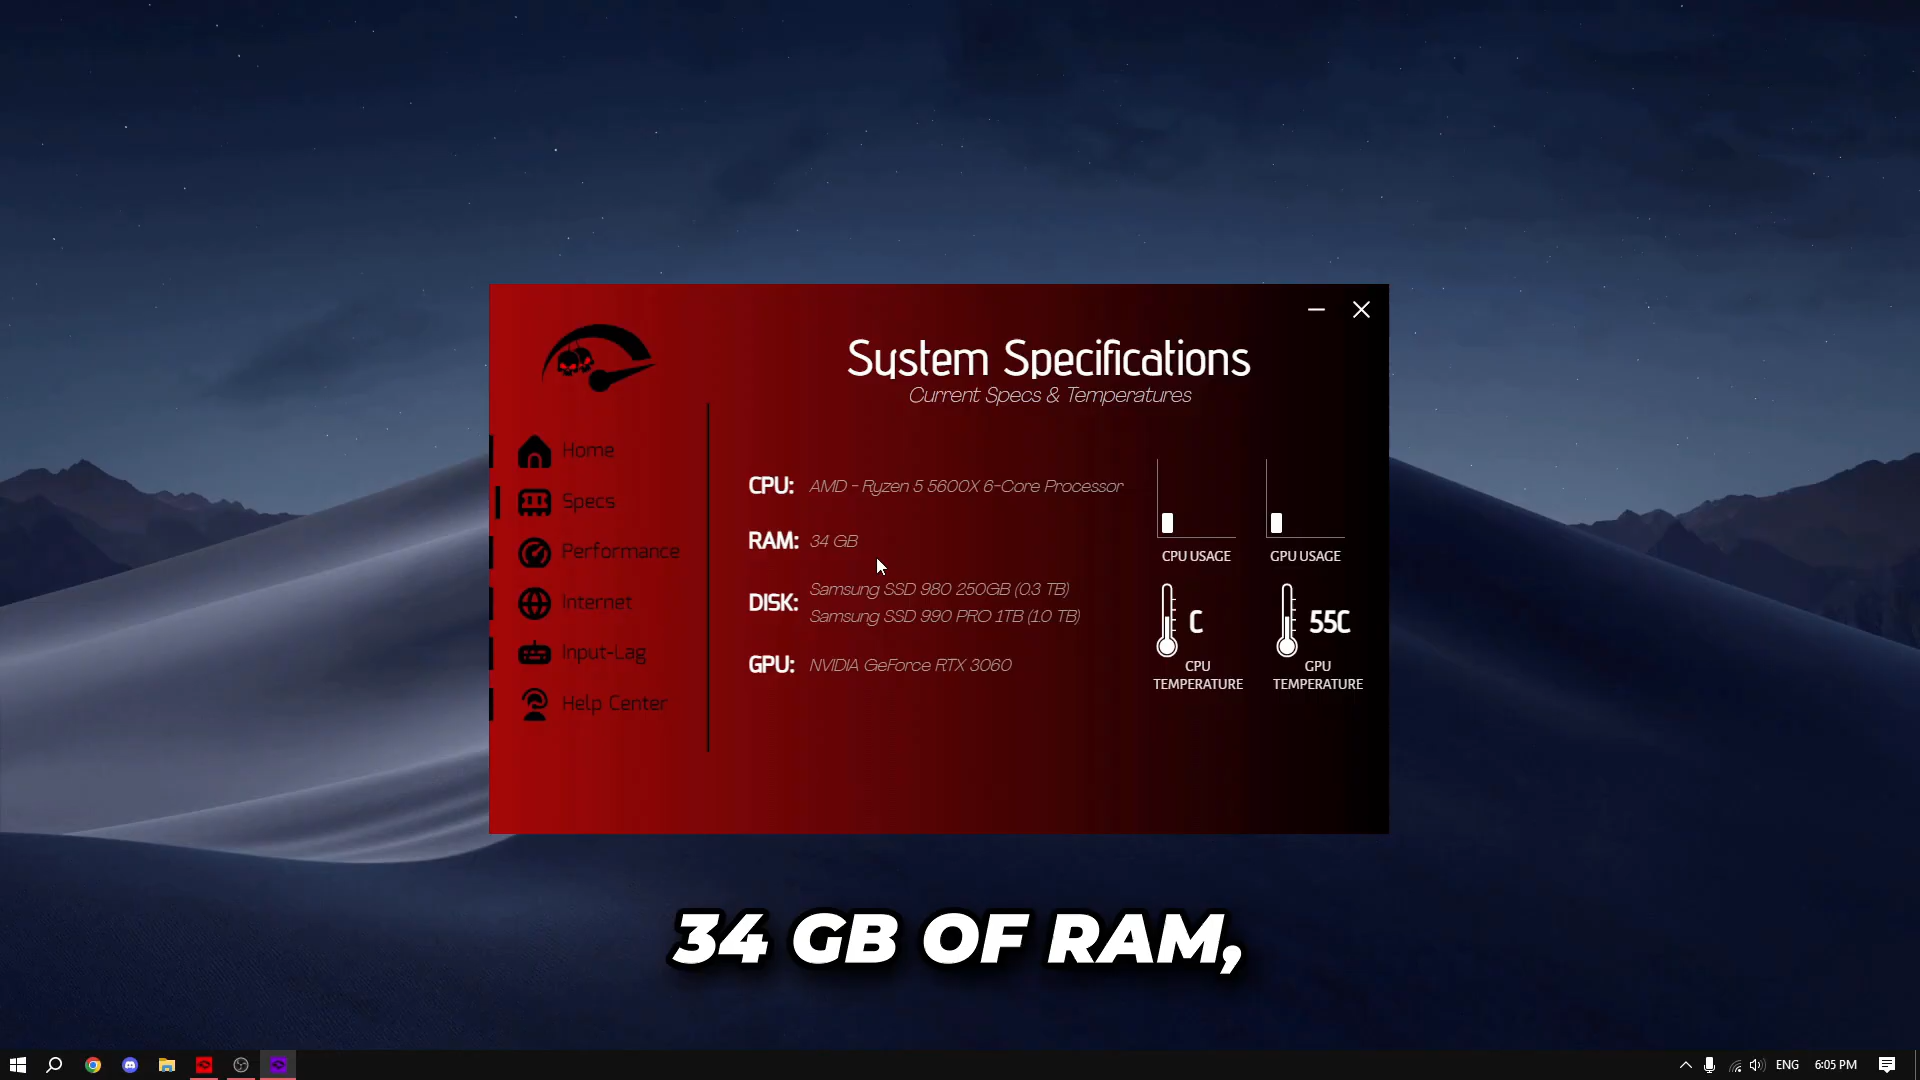 System Specifications
Current Specs & Temperatures
Home
Specs
Performance
Internet
Input-Lag
Help Center
CPU: AMD - Ryzen 5 5600X 6-Core Processor
RAM: 34 GB
DISK: Samsung SSD 980 250GB (0.3 TB)
Samsung SSD 990 PRO 1TB (1.0 TB)
GPU: NVIDIA GeForce RTX 3060
CPU USAGE
GPU USAGE
C
55C
CPU
TEMPERATURE
GPU
TEMPERATURE
34 GB OF RAM,
ENG
6:05 PM